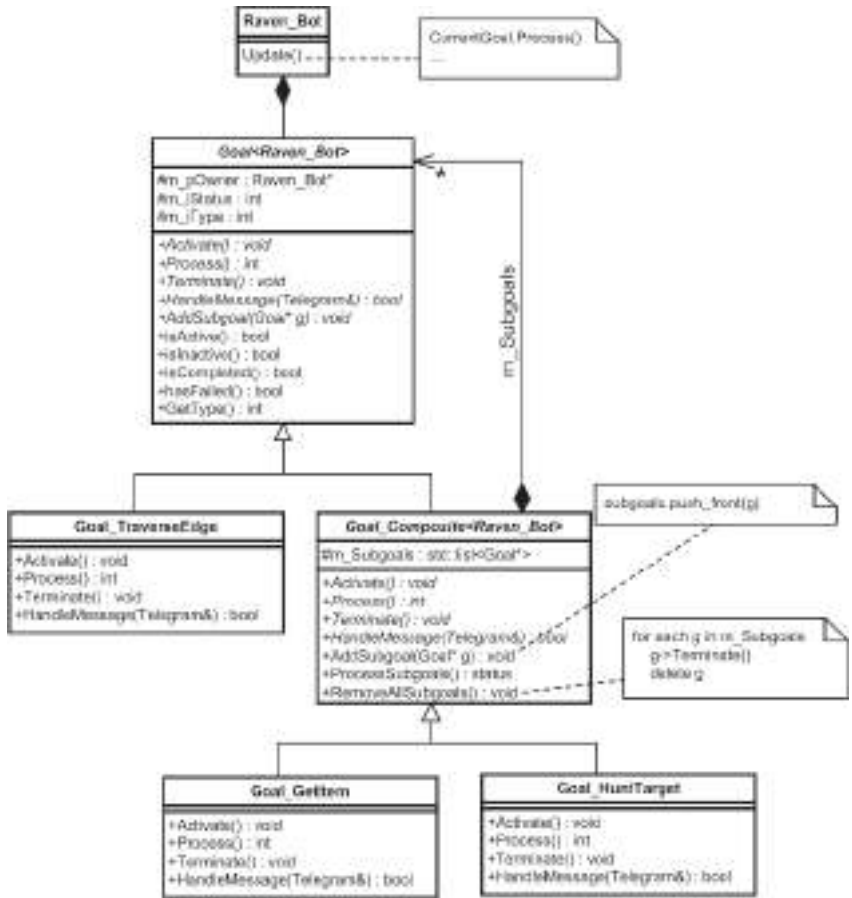 Raven_Bot
Update()
CurrentGoal.Process()
....
Goal<Raven_Bot>
#m_pOwner : Raven_Bot*
#m_iStatus : int
#m_iType : int
+Activate() : void
+Process() : int
+Terminate() : void
+HandleMessage(Telegram&) : bool
+AddSubgoal(Goal* g) : void
+isActive() : bool
+isInactive() : bool
+isCompleted() : bool
+hasFailed() : bool
+GetType() : int
*
m_Subgoals
Goal_TraverseEdge
+Activate() : void
+Process() : int
+Terminate() : void
+HandleMessage(Telegram&) : bool
Goal_Composite<Raven_Bot>
#m_Subgoals : std::list<Goal*>
+Activate() : void
+Process() : int
+Terminate() : void
+HandleMessage(Telegram&) : bool
+AddSubgoal(Goal* g) : void
+ProcessSubgoals() : status
+RemoveAllSubgoals() : void
subgoals.push_front(g)
for each g in m_Subgoals
g->Terminate()
delete g
Goal_GetItem
+Activate() : void
+Process() : int
+Terminate() : void
+HandleMessage(Telegram&) : bool
Goal_HuntTarget
+Activate() : void
+Process() : int
+Terminate() : void
+HandleMessage(Telegram&) : bool